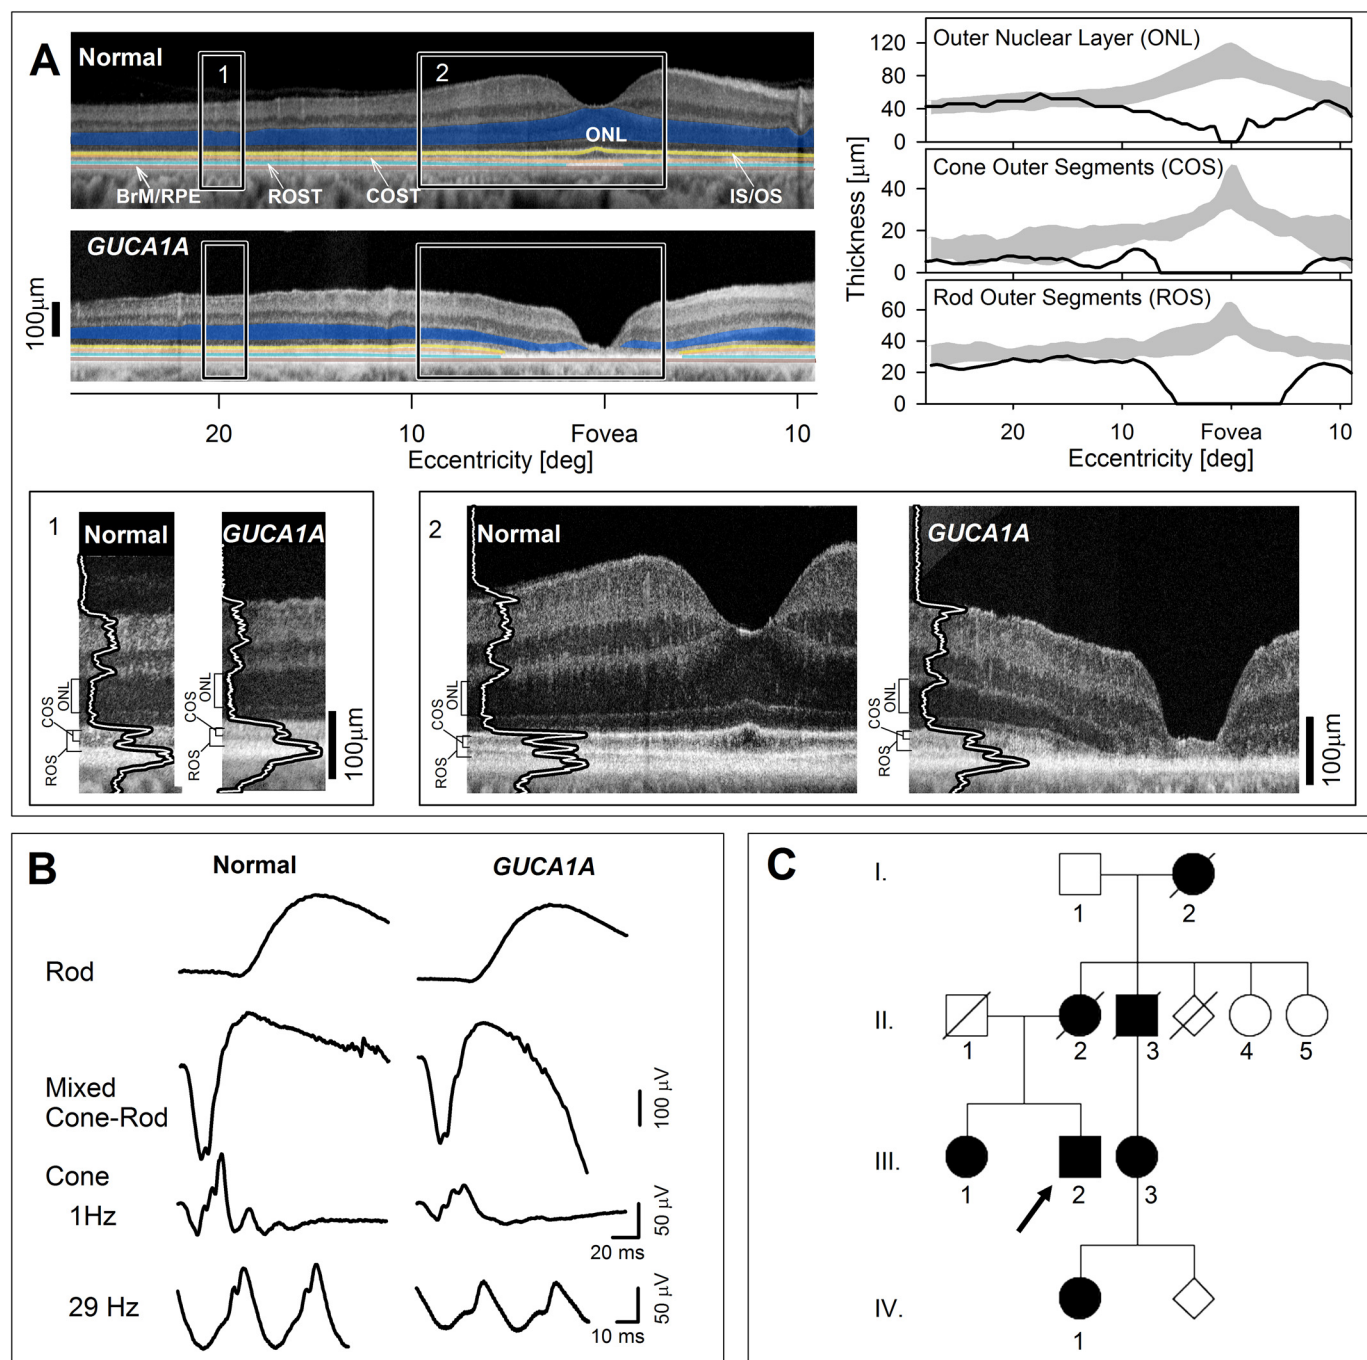 A
Normal
1
2
ONL
BrM/RPE
ROST
COST
IS/OS
GUCA1A
100µm
20
10
Fovea
10
Eccentricity [deg]
Thickness [µm]
Outer Nuclear Layer (ONL)
120
80
40
0
Cone Outer Segments (COS)
40
20
0
Rod Outer Segments (ROS)
60
40
20
0
20
10
Fovea
10
Eccentricity [deg]
1
Normal
GUCA1A
ONL
COS
ROS
ONL
COS
ROS
100µm
2
Normal
GUCA1A
ONL
COS
ROS
ONL
COS
ROS
100µm
B
Normal
GUCA1A
Rod
Mixed
Cone-Rod
100 µV
Cone
1Hz
50 µV
20 ms
29 Hz
50 µV
10 ms
C
I.
1
2
II.
1
2
3
4
5
III.
1
2
3
IV.
1